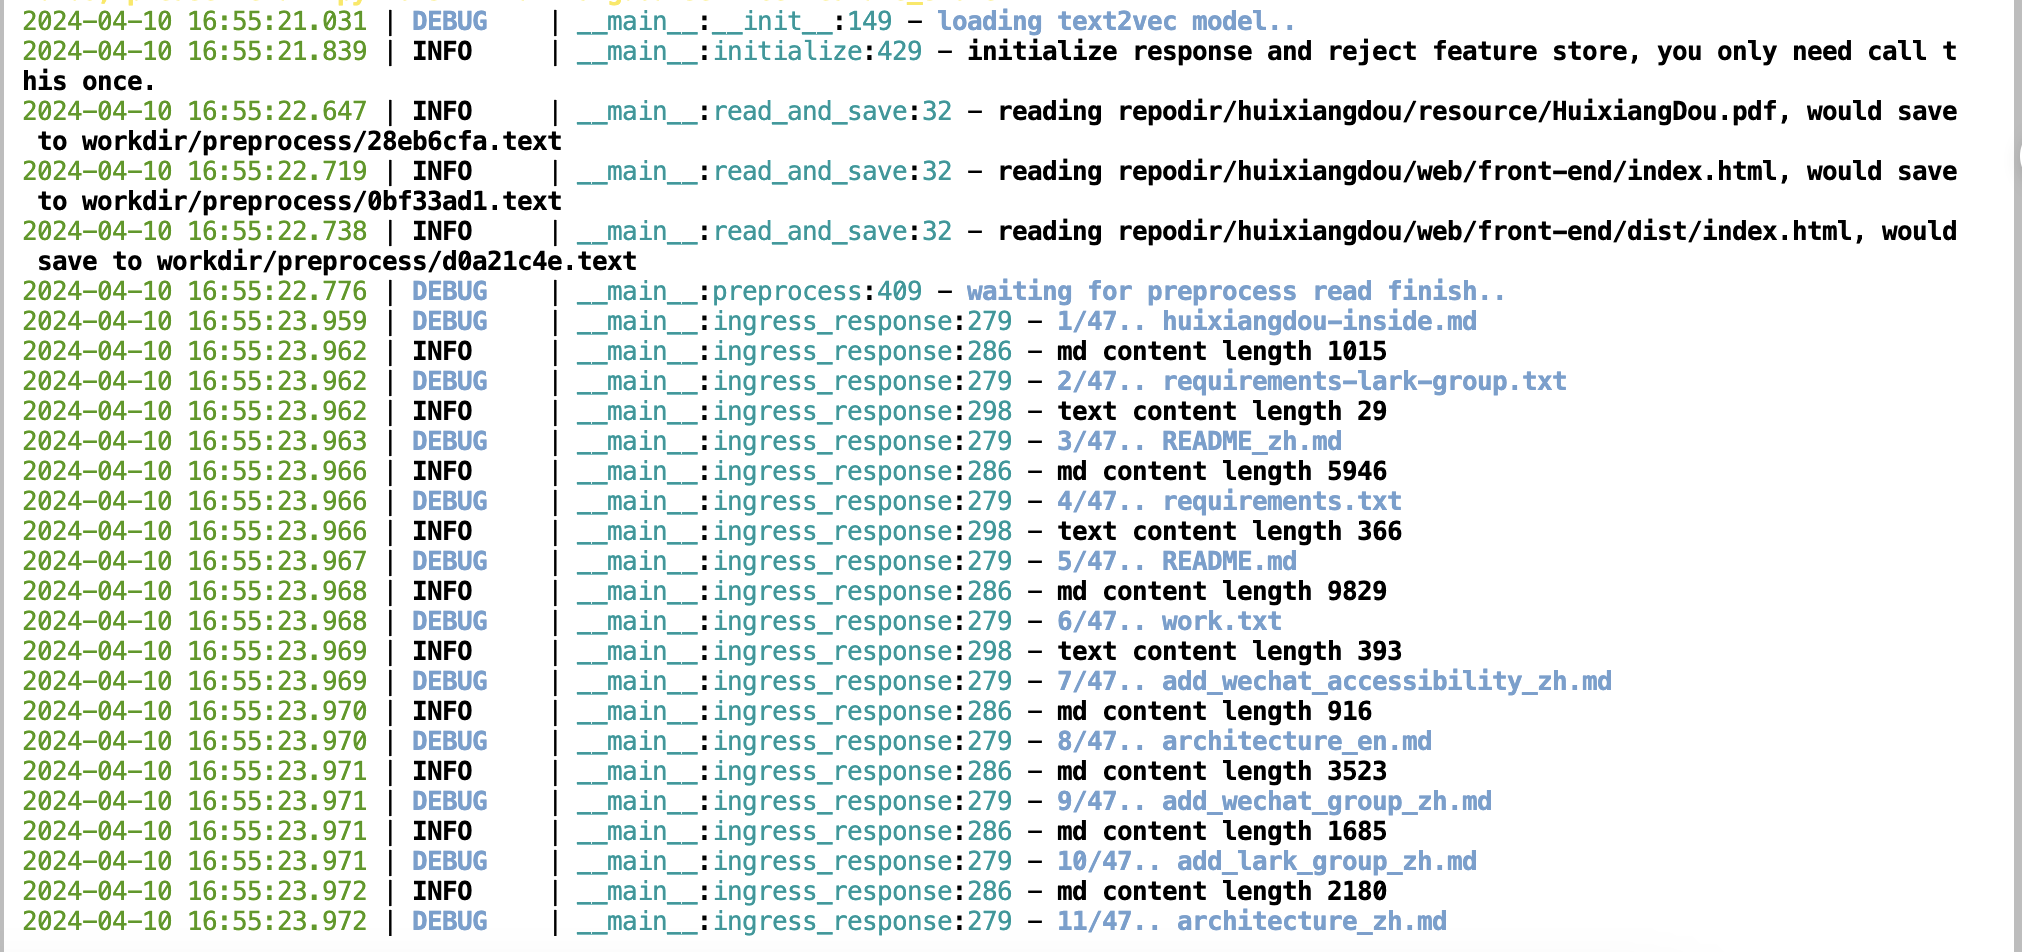 2024-04-10 16:55:21.031 | DEBUG    | __main__:__init__:149 - loading text2vec model..
2024-04-10 16:55:21.839 | INFO     | __main__:initialize:429 - initialize response and reject feature store, you only need call t
his once.
2024-04-10 16:55:22.647 | INFO     | __main__:read_and_save:32 - reading repodir/huixiangdou/resource/HuixiangDou.pdf, would save
 to workdir/preprocess/28eb6cfa.text
2024-04-10 16:55:22.719 | INFO     | __main__:read_and_save:32 - reading repodir/huixiangdou/web/front-end/index.html, would save
 to workdir/preprocess/0bf33ad1.text
2024-04-10 16:55:22.738 | INFO     | __main__:read_and_save:32 - reading repodir/huixiangdou/web/front-end/dist/index.html, would
 save to workdir/preprocess/d0a21c4e.text
2024-04-10 16:55:22.776 | DEBUG    | __main__:preprocess:409 - waiting for preprocess read finish..
2024-04-10 16:55:23.959 | DEBUG    | __main__:ingress_response:279 - 1/47.. huixiangdou-inside.md
2024-04-10 16:55:23.962 | INFO     | __main__:ingress_response:286 - md content length 1015
2024-04-10 16:55:23.962 | DEBUG    | __main__:ingress_response:279 - 2/47.. requirements-lark-group.txt
2024-04-10 16:55:23.962 | INFO     | __main__:ingress_response:298 - text content length 29
2024-04-10 16:55:23.963 | DEBUG    | __main__:ingress_response:279 - 3/47.. README_zh.md
2024-04-10 16:55:23.966 | INFO     | __main__:ingress_response:286 - md content length 5946
2024-04-10 16:55:23.966 | DEBUG    | __main__:ingress_response:279 - 4/47.. requirements.txt
2024-04-10 16:55:23.966 | INFO     | __main__:ingress_response:298 - text content length 366
2024-04-10 16:55:23.967 | DEBUG    | __main__:ingress_response:279 - 5/47.. README.md
2024-04-10 16:55:23.968 | INFO     | __main__:ingress_response:286 - md content length 9829
2024-04-10 16:55:23.968 | DEBUG    | __main__:ingress_response:279 - 6/47.. work.txt
2024-04-10 16:55:23.969 | INFO     | __main__:ingress_response:298 - text content length 393
2024-04-10 16:55:23.969 | DEBUG    | __main__:ingress_response:279 - 7/47.. add_wechat_accessibility_zh.md
2024-04-10 16:55:23.970 | INFO     | __main__:ingress_response:286 - md content length 916
2024-04-10 16:55:23.970 | DEBUG    | __main__:ingress_response:279 - 8/47.. architecture_en.md
2024-04-10 16:55:23.971 | INFO     | __main__:ingress_response:286 - md content length 3523
2024-04-10 16:55:23.971 | DEBUG    | __main__:ingress_response:279 - 9/47.. add_wechat_group_zh.md
2024-04-10 16:55:23.971 | INFO     | __main__:ingress_response:286 - md content length 1685
2024-04-10 16:55:23.971 | DEBUG    | __main__:ingress_response:279 - 10/47.. add_lark_group_zh.md
2024-04-10 16:55:23.972 | INFO     | __main__:ingress_response:286 - md content length 2180
2024-04-10 16:55:23.972 | DEBUG    | __main__:ingress_response:279 - 11/47.. architecture_zh.md